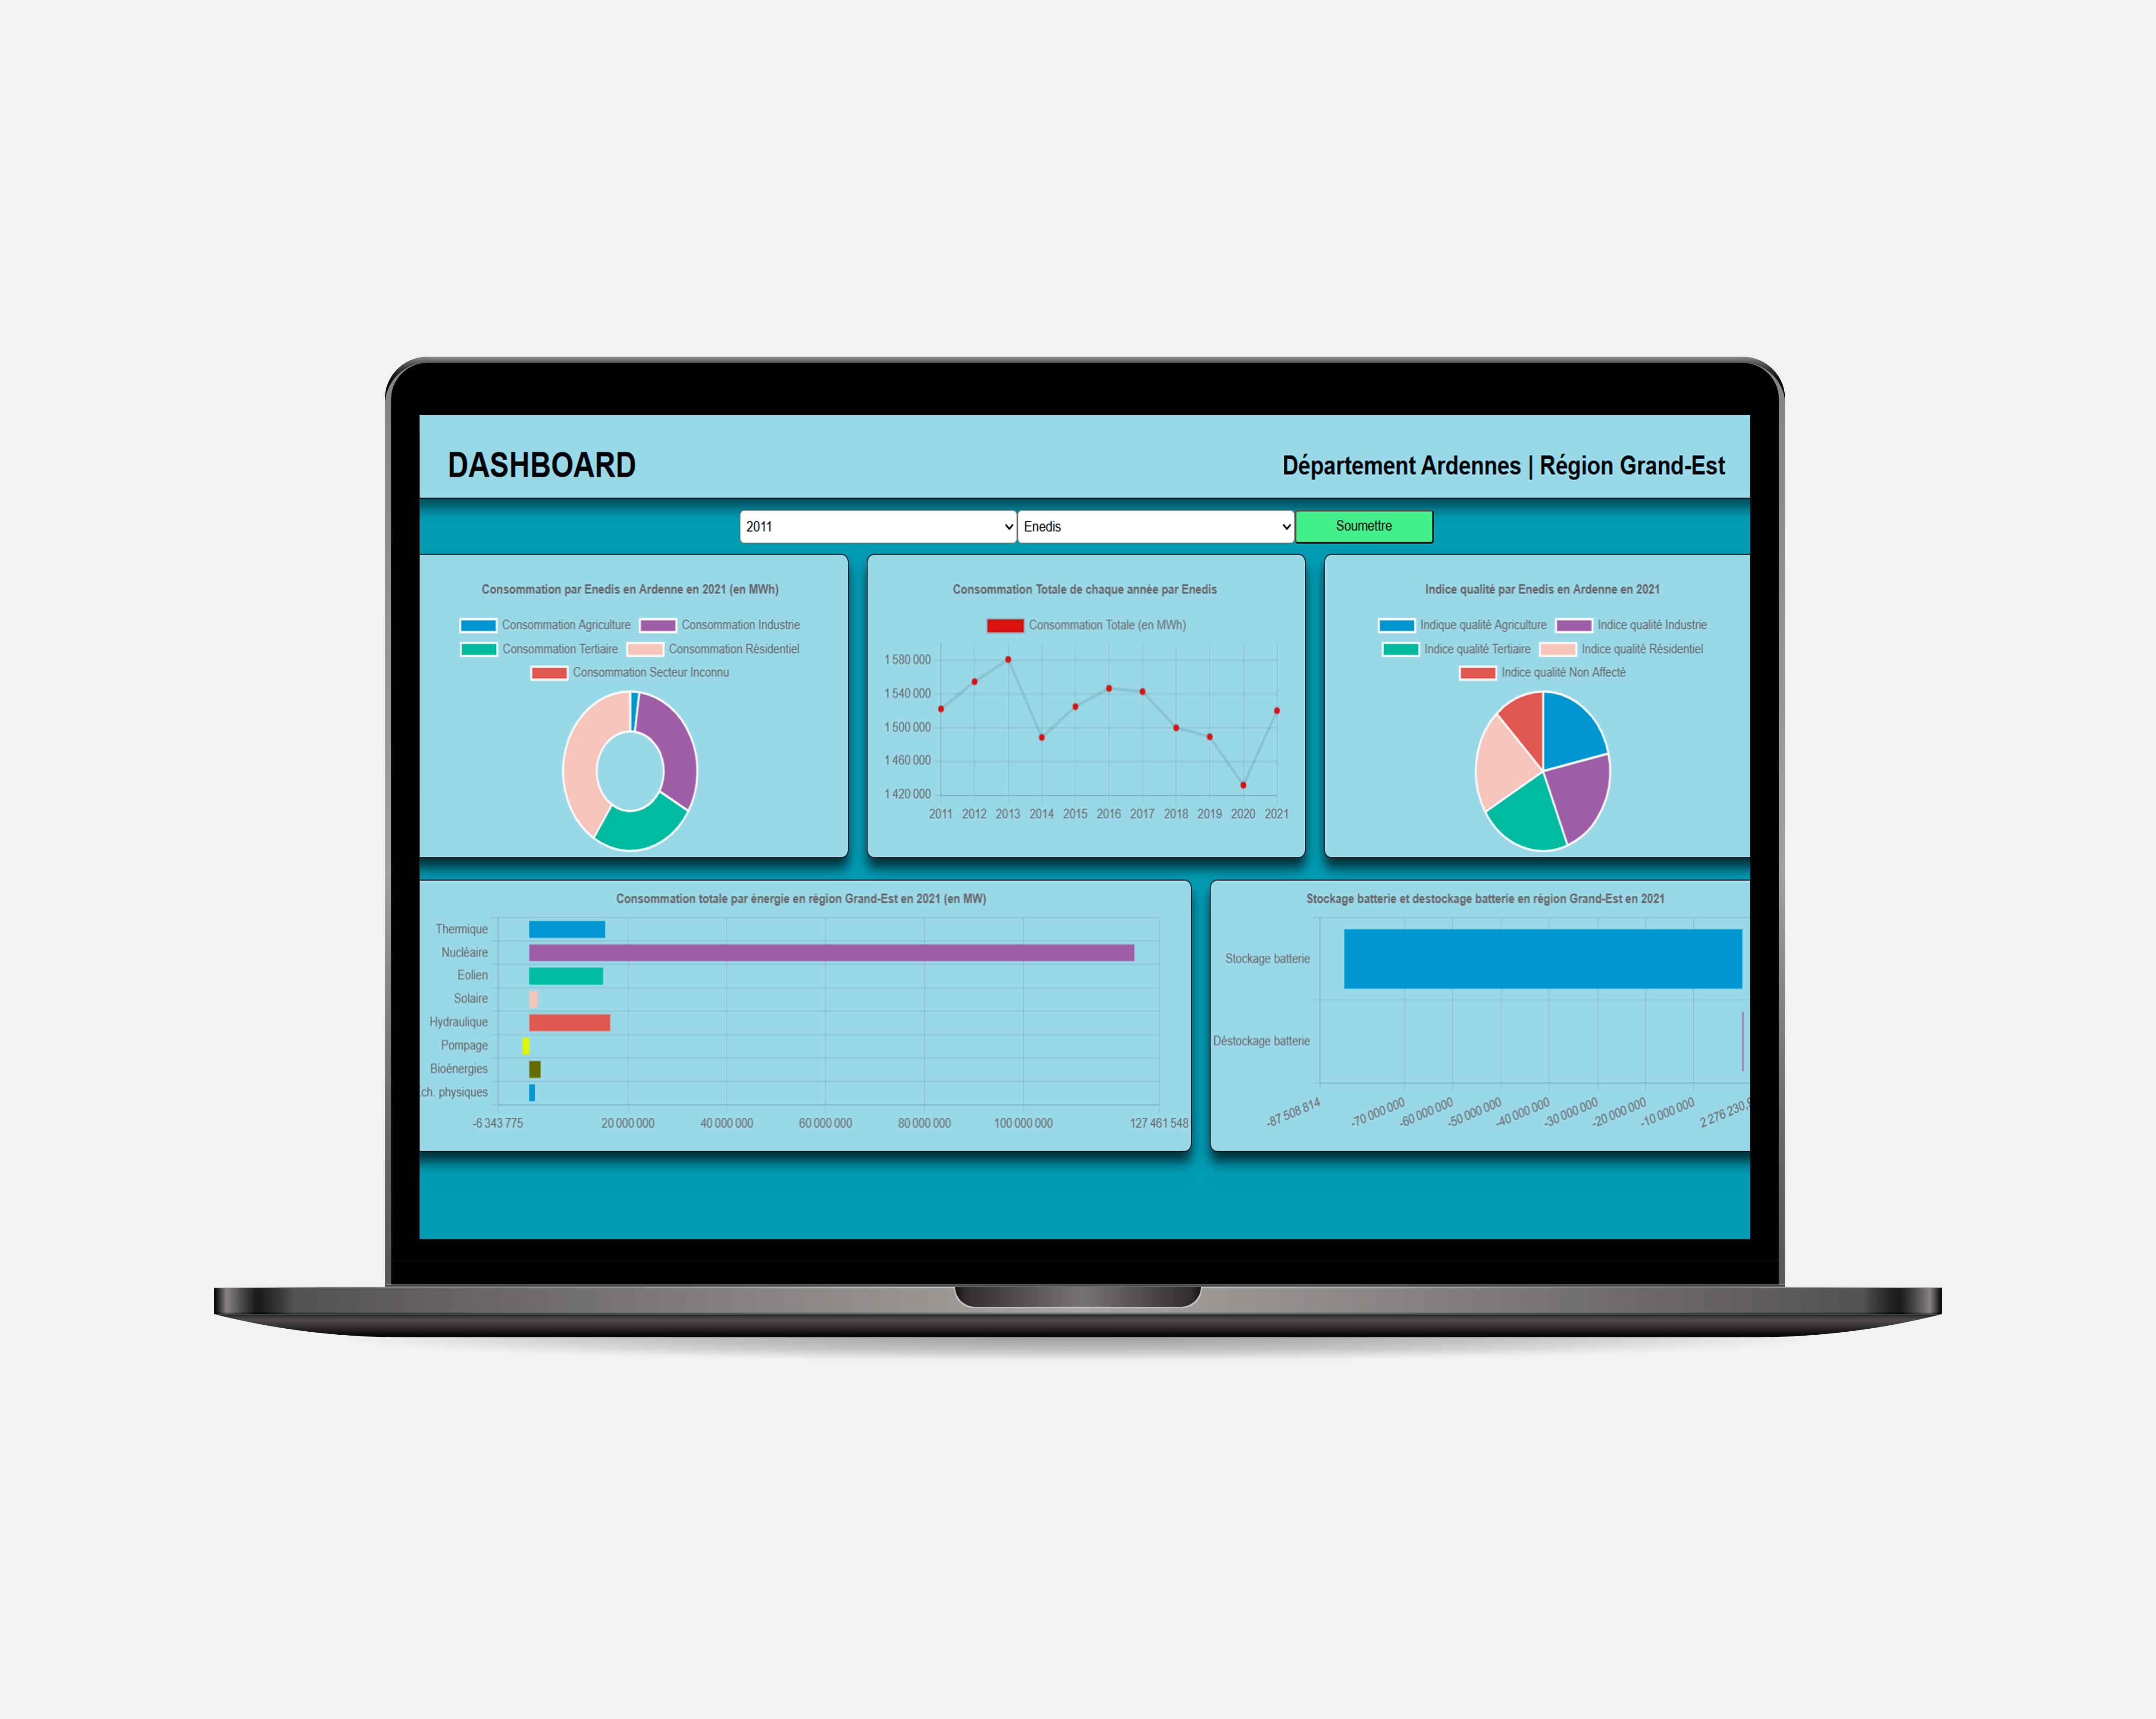 DASHBOARD
Département Ardennes | Région Grand-Est
2011
Enedis
Soumettre
Consommation par Enedis en Ardenne en 2021 (en MWh)
Consommation Agriculture
Consommation Industrie
Consommation Tertiaire
Consommation Résidentiel
Consommation Secteur Inconnu
Consommation Totale de chaque année par Enedis
Consommation Totale (en MWh)
1 580 000
1 540 000
1 500 000
1 460 000
1 420 000
2011 2012 2013 2014 2015 2016 2017 2018 2019 2020 2021
Indice qualité par Enedis en Ardenne en 2021
Indique qualité Agriculture
Indice qualité Industrie
Indice qualité Tertiaire
Indice qualité Résidentiel
Indice qualité Non Affecté
Consommation totale par énergie en région Grand-Est en 2021 (en MW)
Thermique
Nucléaire
Eolien
Solaire
Hydraulique
Pompage
Bioénergies
ch. physiques
-6 343 775 20 000 000 40 000 000 60 000 000 80 000 000 100 000 000 127 461 548
Stockage batterie et destockage batterie en région Grand-Est en 2021
Stockage batterie
Déstockage batterie
-87 508 814 -70 000 000 -60 000 000 -50 000 000 -40 000 000 -30 000 000 -20 000 000 -10 000 000 2 276 230,9